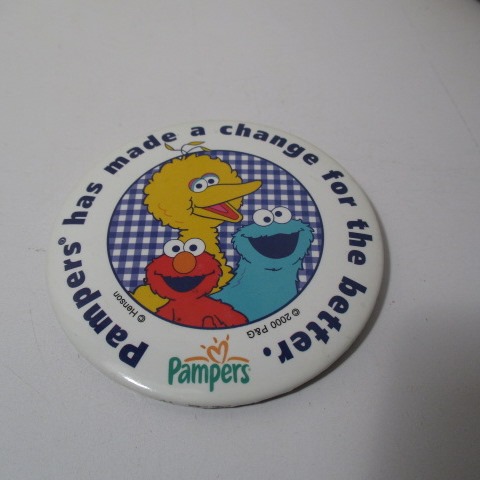 Pampers® has made a change for the better.
© Henson
© 2000 P&G
Pampers